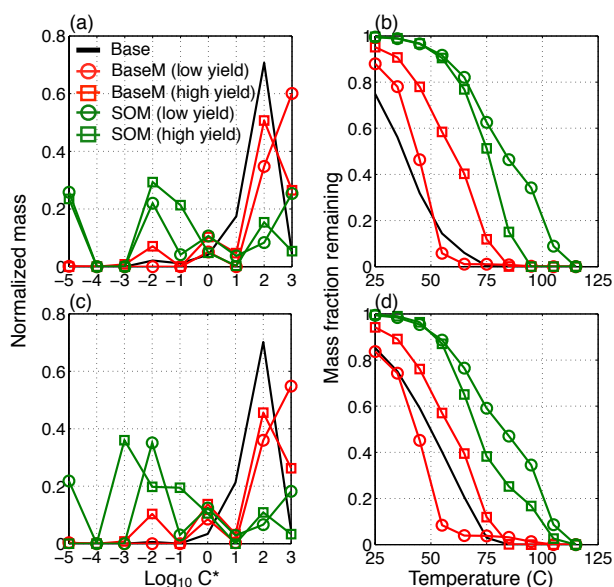 (a)
(b)
0.8
0.6
0.4
0.2
0
Normalized mass
Base
BaseM (low yield)
BaseM (high yield)
SOM (low yield)
SOM (high yield)
−5 −4 −3 −2 −1 0 1 2 3
1
0.8
0.6
0.4
0.2
0
Mass fraction remaining
25 50 75 100 125
(c)
(d)
0.8
0.6
0.4
0.2
0
−5 −4 −3 −2 −1 0 1 2 3
Log10 C*
1
0.8
0.6
0.4
0.2
0
25 50 75 100 125
Temperature (C)